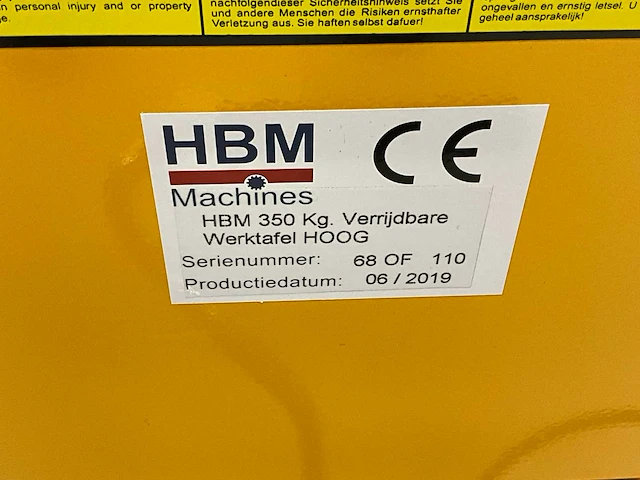 n personal injury and or property
e.
nachfolgendieser Sicherheitshinweis setzt Sie
und andere Menschen die Risiken ernsthafter
Verletzung aus. Sie haften selbst dafuer!
ongevallen en ernstig letsel. U
geheel aansprakelijk!
HBM CE
Machines
HBM 350 Kg. Verrijdbare
Werktafel HOOG
Serienummer: 68 OF 110
Productiedatum: 06 / 2019